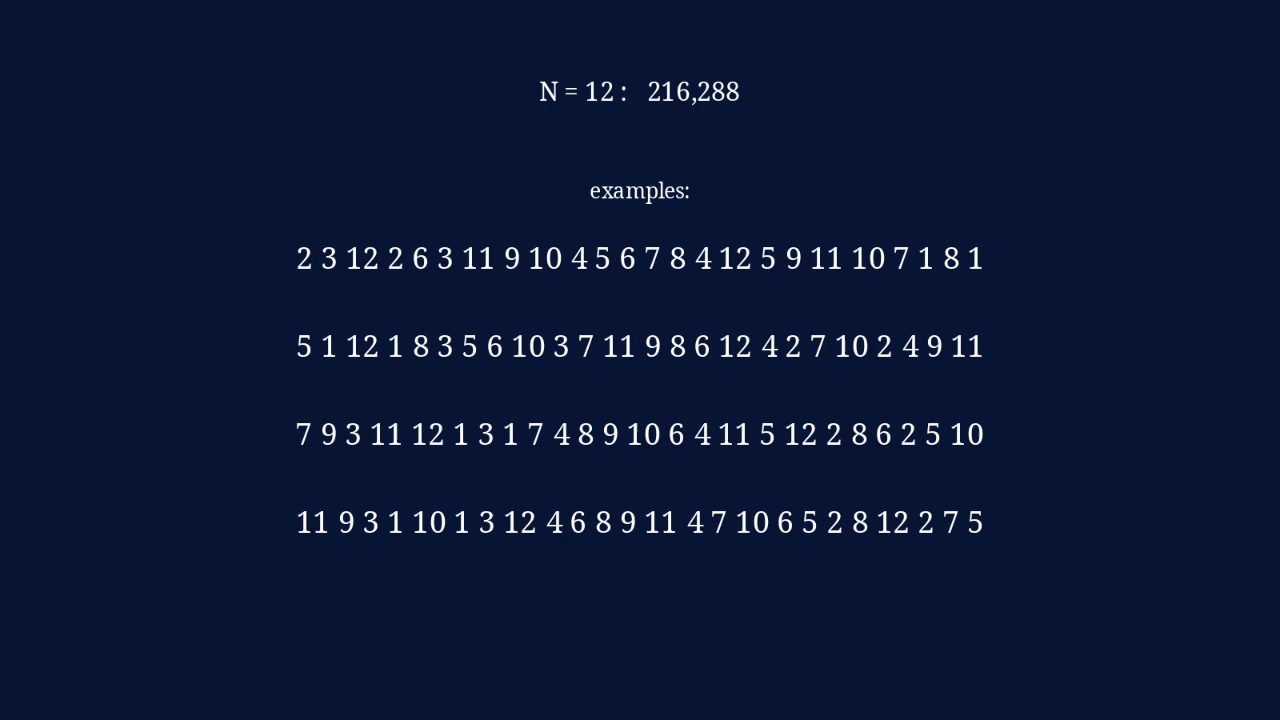 N = 12 : 216,288
examples:
2 3 12 2 6 3 11 9 10 4 5 6 7 8 4 12 5 9 11 10 7 1 8 1
5 1 12 1 8 3 5 6 10 3 7 11 9 8 6 12 4 2 7 10 2 4 9 11
7 9 3 11 12 1 3 1 7 4 8 9 10 6 4 11 5 12 2 8 6 2 5 10
11 9 3 1 10 1 3 12 4 6 8 9 11 4 7 10 6 5 2 8 12 2 7 5